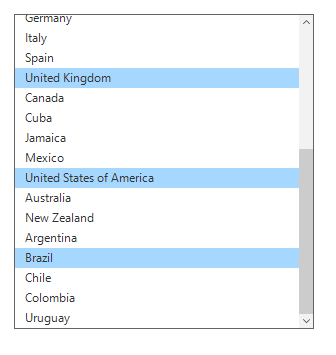 Germany
Italy
Spain
United Kingdom
Canada
Cuba
Jamaica
Mexico
United States of America
Australia
New Zealand
Argentina
Brazil
Chile
Colombia
Uruguay